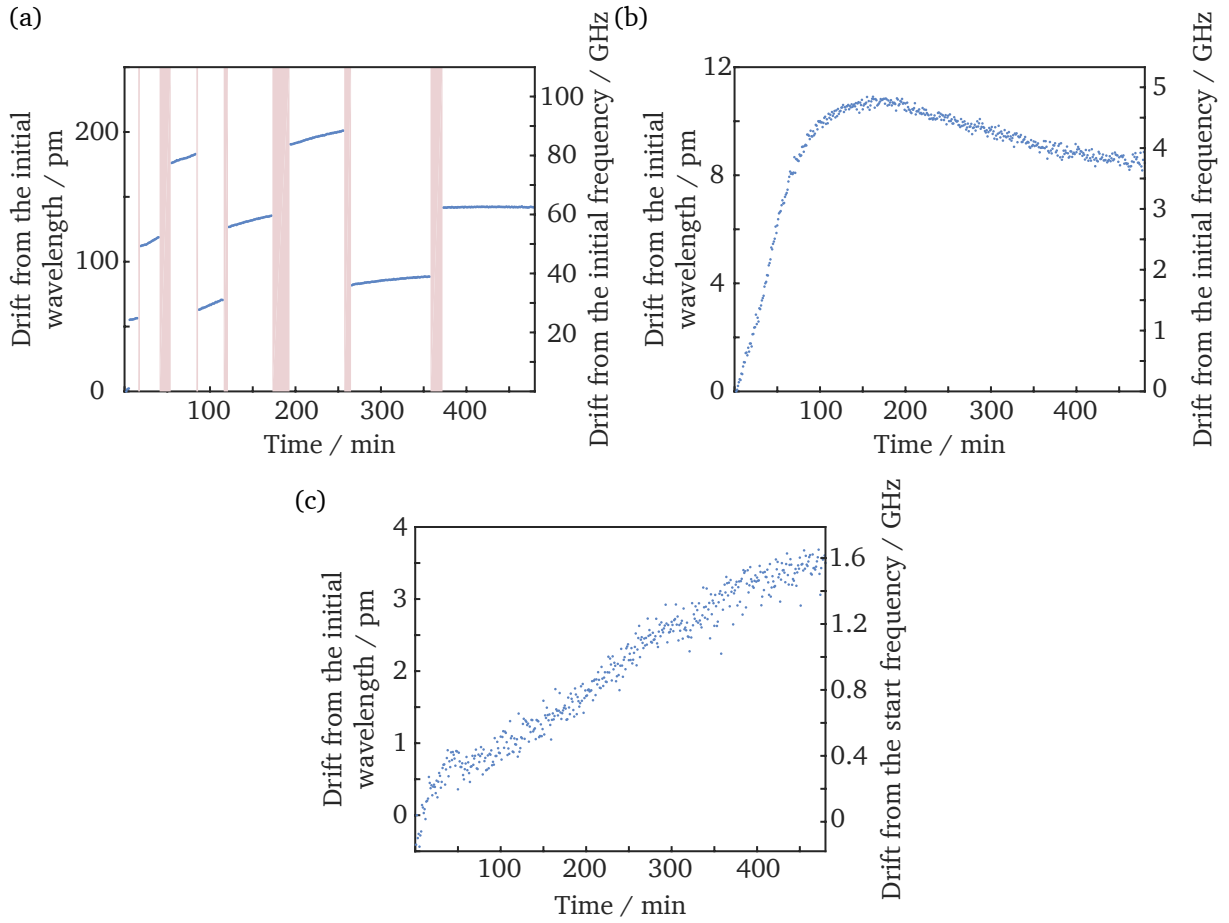 (a)
Drift from the initial
wavelength / pm
200
100
0
100
200
300
400
Time / min
100
80
60
40
20
Drift from the initial frequency / GHz
(b)
Drift from the initial
wavelength / pm
12
8
4
0
100
200
300
400
Time / min
5
4
3
2
1
0
Drift from the initial frequency / GHz
(c)
Drift from the initial
wavelength / pm
4
3
2
1
0
100
200
300
400
Time / min
1.6
1.2
0.8
0.4
0
Drift from the start frequency / GHz